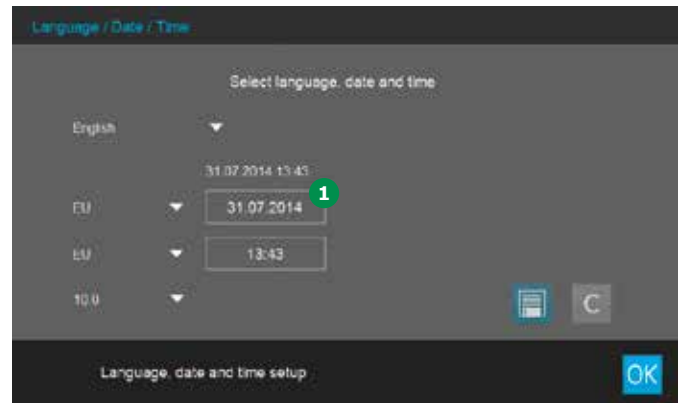 Language / Date / Time
Select language, date and time
English
31.07.2014 13:43
EU
31.07.2014
1
EU
13:43
10.0
C
Language, date and time setup
OK